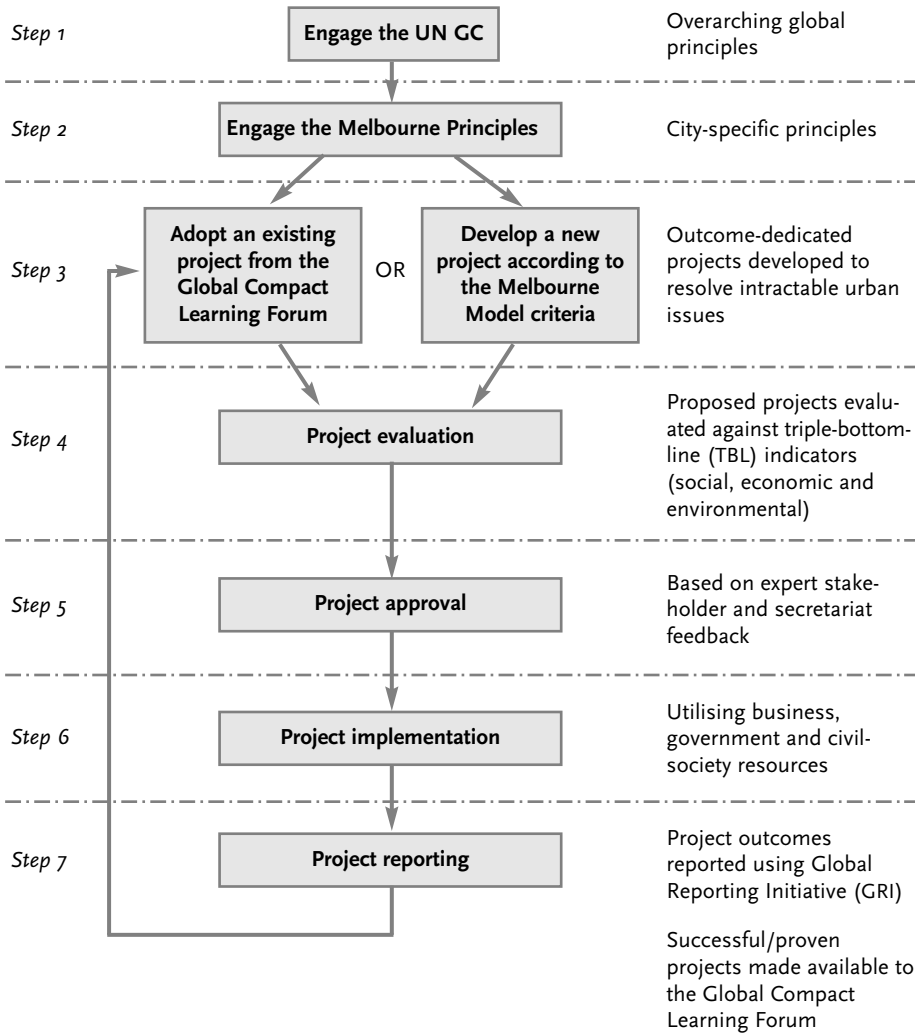 Step 1
Engage the UN GC
Overarching global
principles
Step 2
Engage the Melbourne Principles
City-specific principles
Step 3
Adopt an existing
project from the
Global Compact
Learning Forum
OR
Develop a new
project according to
the Melbourne
Model criteria
Outcome-dedicated
projects developed to
resolve intractable urban
issues
Step 4
Project evaluation
Proposed projects evalu-
ated against triple-bottom-
line (TBL) indicators
(social, economic and
environmental)
Step 5
Project approval
Based on expert stake-
holder and secretariat
feedback
Step 6
Project implementation
Utilising business,
government and civil-
society resources
Step 7
Project reporting
Project outcomes
reported using Global
Reporting Initiative (GRI)
Successful/proven
projects made available to
the Global Compact
Learning Forum